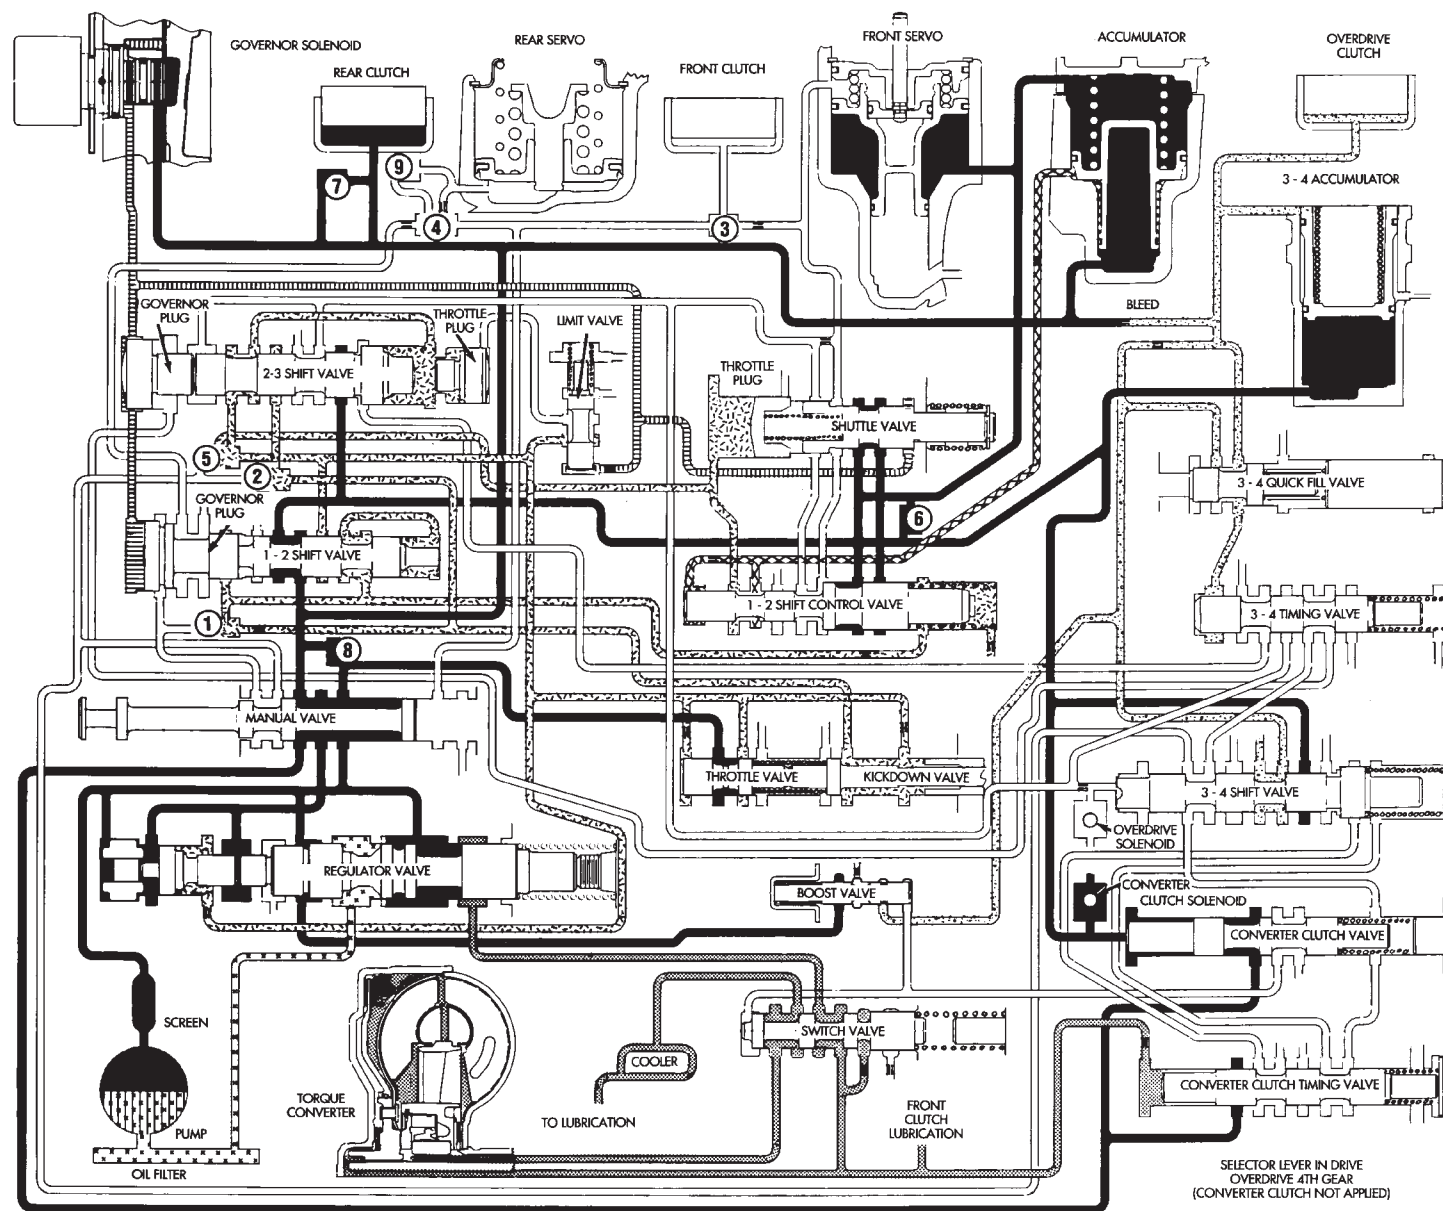 GOVERNOR SOLENOID
REAR CLUTCH
REAR SERVO
FRONT CLUTCH
FRONT SERVO
ACCUMULATOR
OVERDRIVE
CLUTCH
7
9
4
3
3 - 4 ACCUMULATOR
BLEED
GOVERNOR
PLUG
THROTTLE
PLUG
LIMIT VALVE
THROTTLE
PLUG
2-3 SHIFT VALVE
SHUTTLE VALVE
5
2
GOVERNOR
PLUG
3 - 4 QUICK FILL VALVE
6
1 - 2 SHIFT VALVE
1
1 - 2 SHIFT CONTROL VALVE
3 - 4 TIMING VALVE
8
MANUAL VALVE
THROTTLE VALVE
KICKDOWN VALVE
3 - 4 SHIFT VALVE
OVERDRIVE
SOLENOID
REGULATOR VALVE
BOOST VALVE
CONVERTER
CLUTCH SOLENOID
CONVERTER CLUTCH VALVE
SCREEN
SWITCH VALVE
COOLER
TORQUE
CONVERTER
TO LUBRICATION
FRONT
CLUTCH
LUBRICATION
CONVERTER CLUTCH TIMING VALVE
PUMP
OIL FILTER
SELECTOR LEVER IN DRIVE
OVERDRIVE 4TH GEAR
(CONVERTER CLUTCH NOT APPLIED)